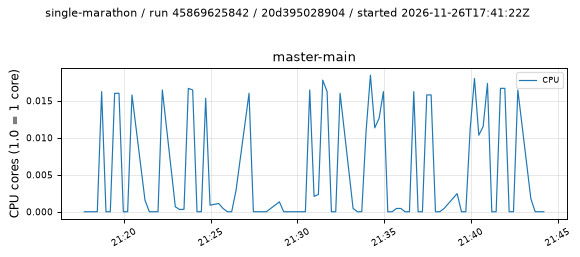 single-marathon / run 45869625842 / 20d395028904 / started 2026-11-26T17:41:22Z
master-main
CPU cores (1.0 = 1 core)
0.015
0.010
0.005
0.000
CPU
21:20
21:25
21:30
21:35
21:40
21:45